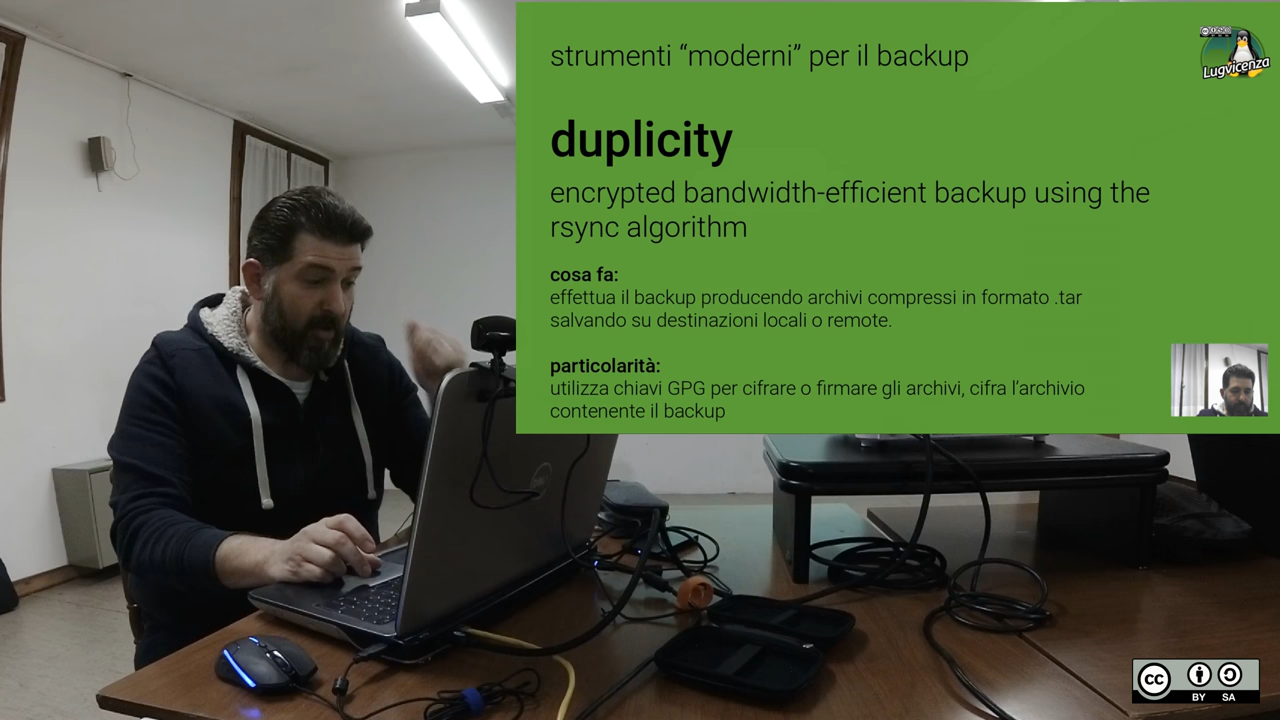 strumenti “moderni” per il backup
Lugvicenza
duplicity
encrypted bandwidth-efficient backup using the
rsync algorithm
cosa fa:
effettua il backup producendo archivi compressi in formato .tar
salvando su destinazioni locali o remote.
particolarità:
utilizza chiavi GPG per cifrare o firmare gli archivi, cifra l’archivio
contenente il backup
DELL
cc
BY SA